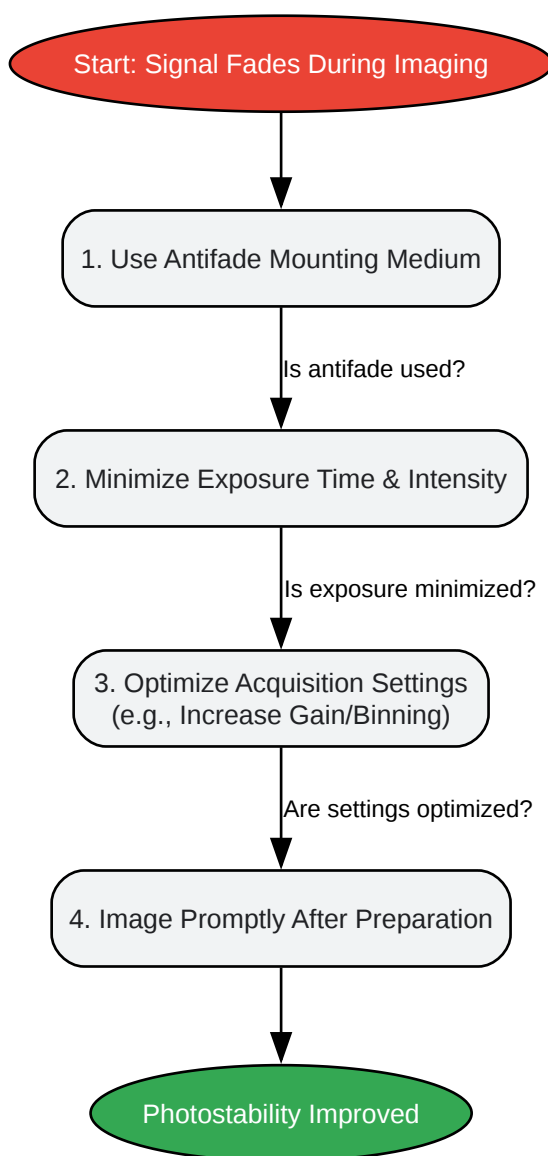 Start: Signal Fades During Imaging
1. Use Antifade Mounting Medium
Is antifade used?
2. Minimize Exposure Time & Intensity
Is exposure minimized?
3. Optimize Acquisition Settings
(e.g., Increase Gain/Binning)
Are settings optimized?
4. Image Promptly After Preparation
Photostability Improved